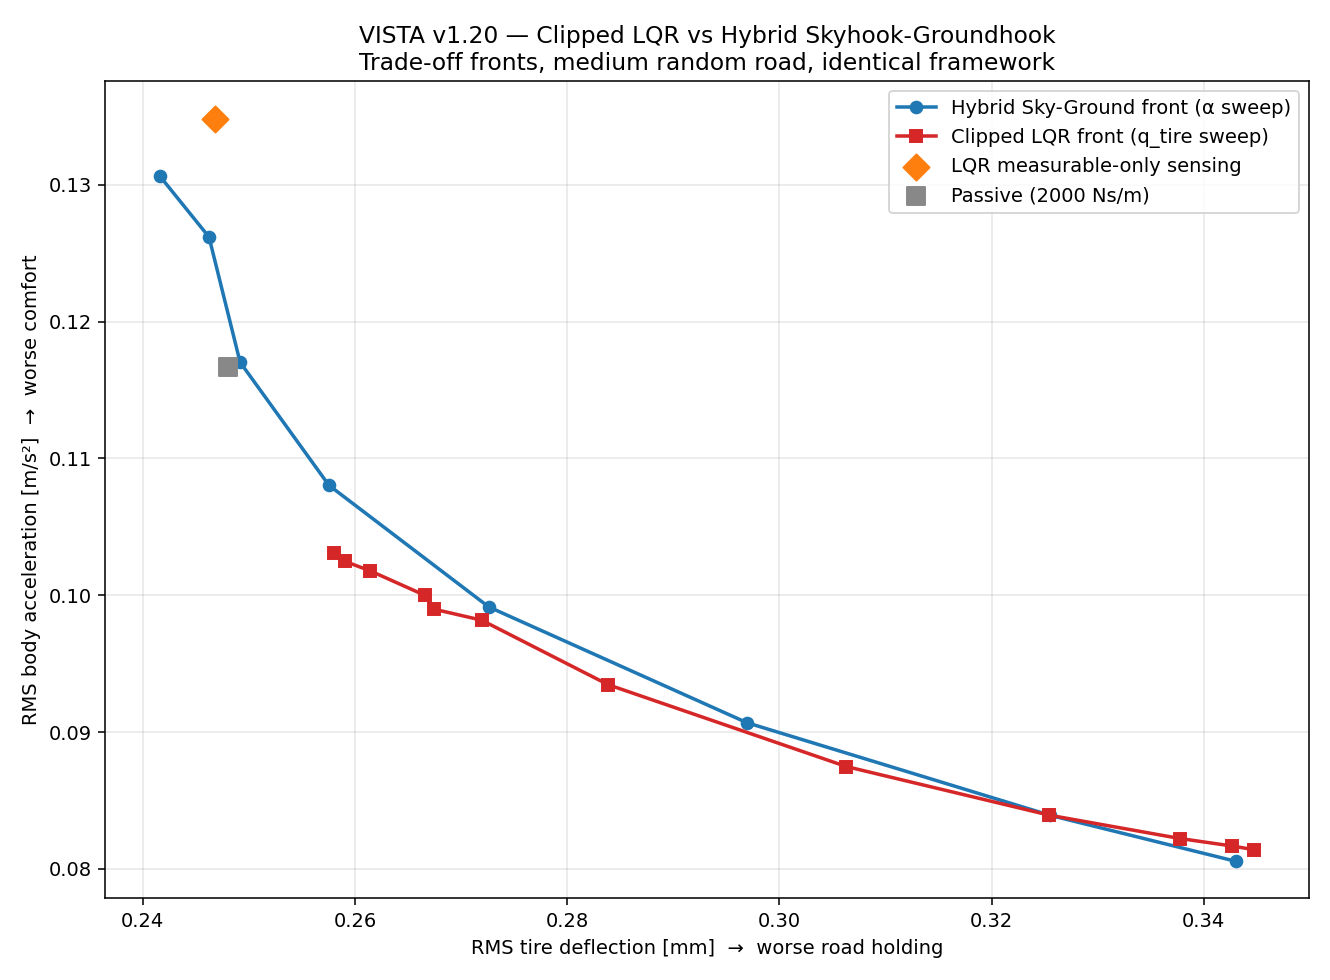 VISTA v1.20 — Clipped LQR vs Hybrid Skyhook-Groundhook
Trade-off fronts, medium random road, identical framework
Hybrid Sky-Ground front (α sweep)
Clipped LQR front (q_tire sweep)
LQR measurable-only sensing
Passive (2000 Ns/m)
RMS body acceleration [m/s²] → worse comfort
0.13
0.12
0.11
0.10
0.09
0.08
0.24
0.26
0.28
0.30
0.32
0.34
RMS tire deflection [mm] → worse road holding